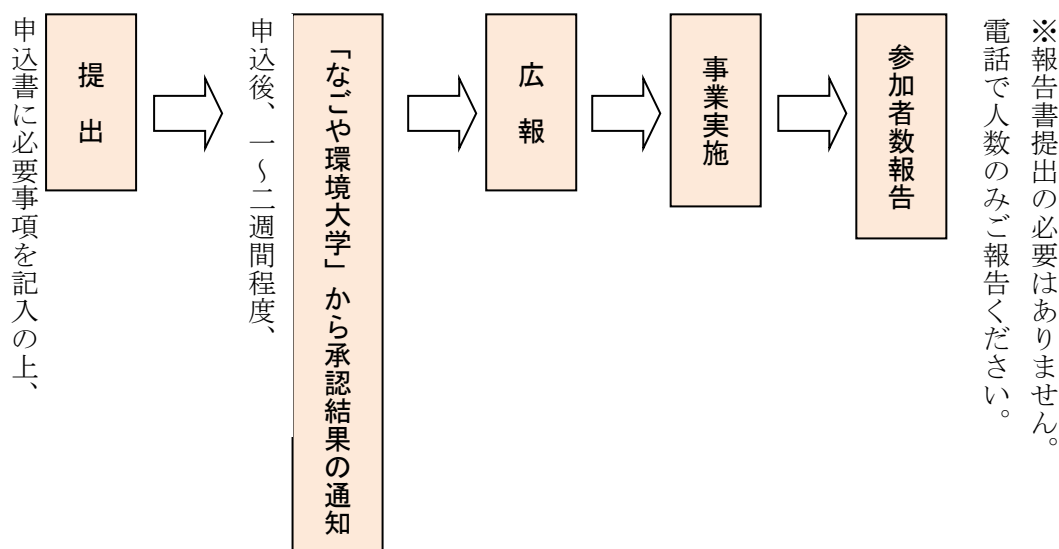 申込書に必要事項を記入の上、
提出
申込後、一～二週間程度、
「なごや環境大学」から承認結果の通知
広報
事業実施
参加者数報告
※報告書提出の必要はありません。
電話で人数のみご報告ください。